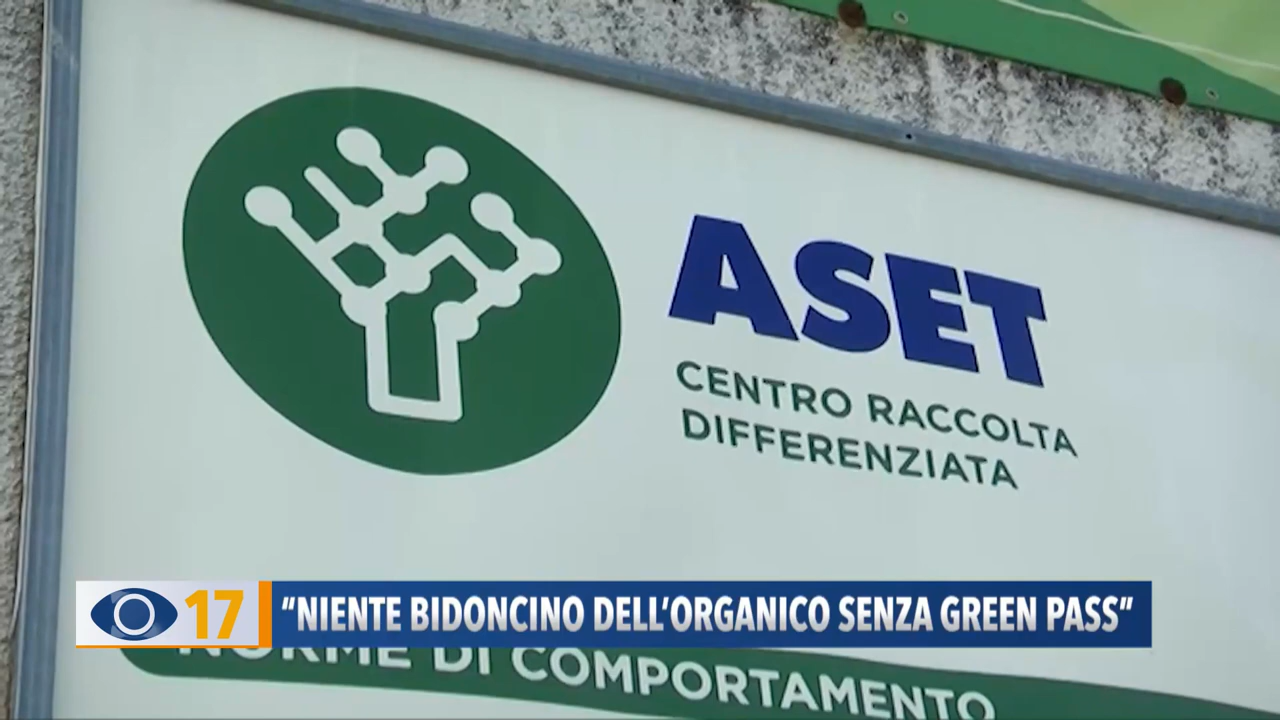 ASET
CENTRO RACCOLTA
DIFFERENZIATA
17
“NIENTE BIDONCINO DELL’ORGANICO SENZA GREEN PASS”
NORME DI COMPORTAMENTO